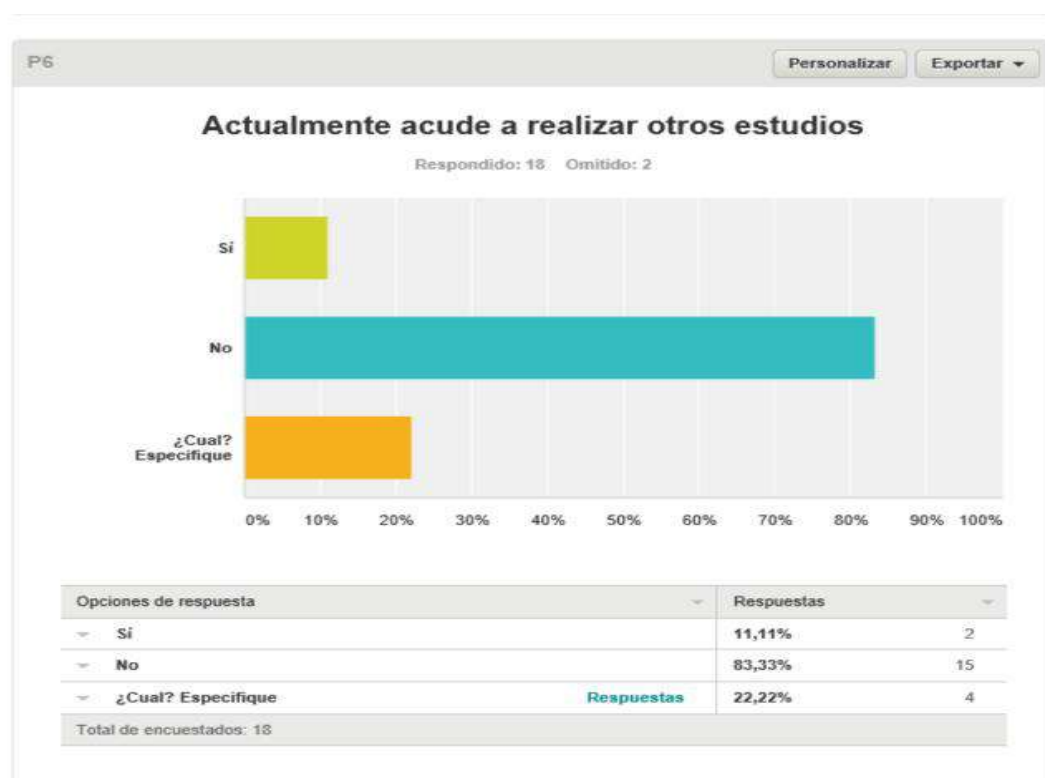 P6 Personalizar Exportar
Actualmente acude a realizar otros estudios
Respondido: 18 Omitido: 2
Sí
No
¿Cual?
Especifique
0% 10% 20% 30% 40% 50% 60% 70% 80% 90% 100%
Opciones de respuesta Respuestas
Sí 11,11% 2
No 83,33% 15
¿Cual? Especifique Respuestas 22,22% 4
Total de encuestados: 18